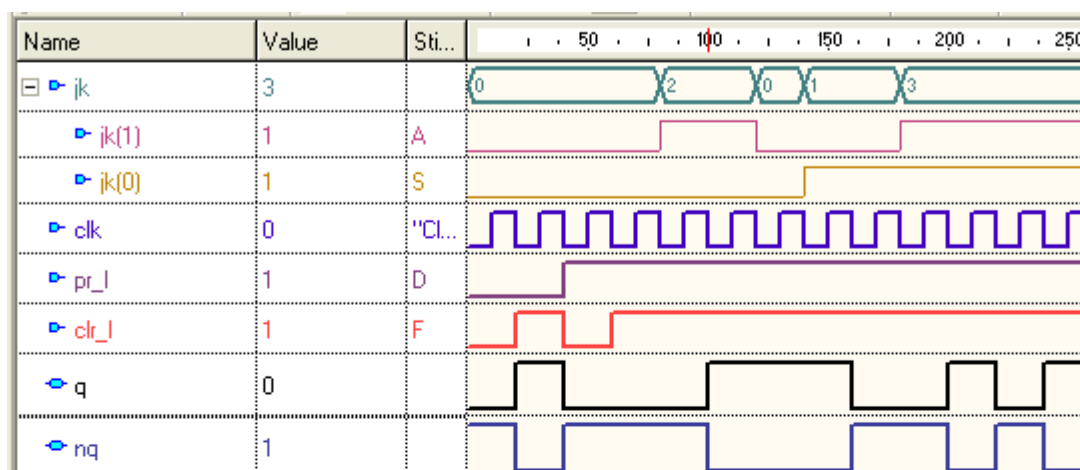 Name Value Sti... 50 100 150 200 250
jk 3 0 2 0 1 3
jk(1) 1 A
jk(0) 1 S
clk 0 "Cl...
pr_l 1 D
clr_l 1 F
q 0
nq 1